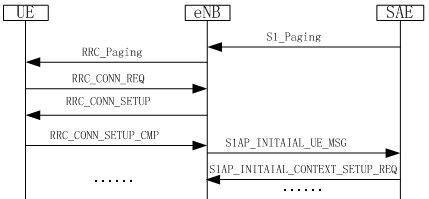 UE eNB SAE
S1_Paging
RRC_Paging
RRC_CONN_REQ
RRC_CONN_SETUP
RRC_CONN_SETUP_CMP
S1AP_INITAIAL_UE_MSG
S1AP_INITAIAL_CONTEXT_SETUP_REQ
......
......